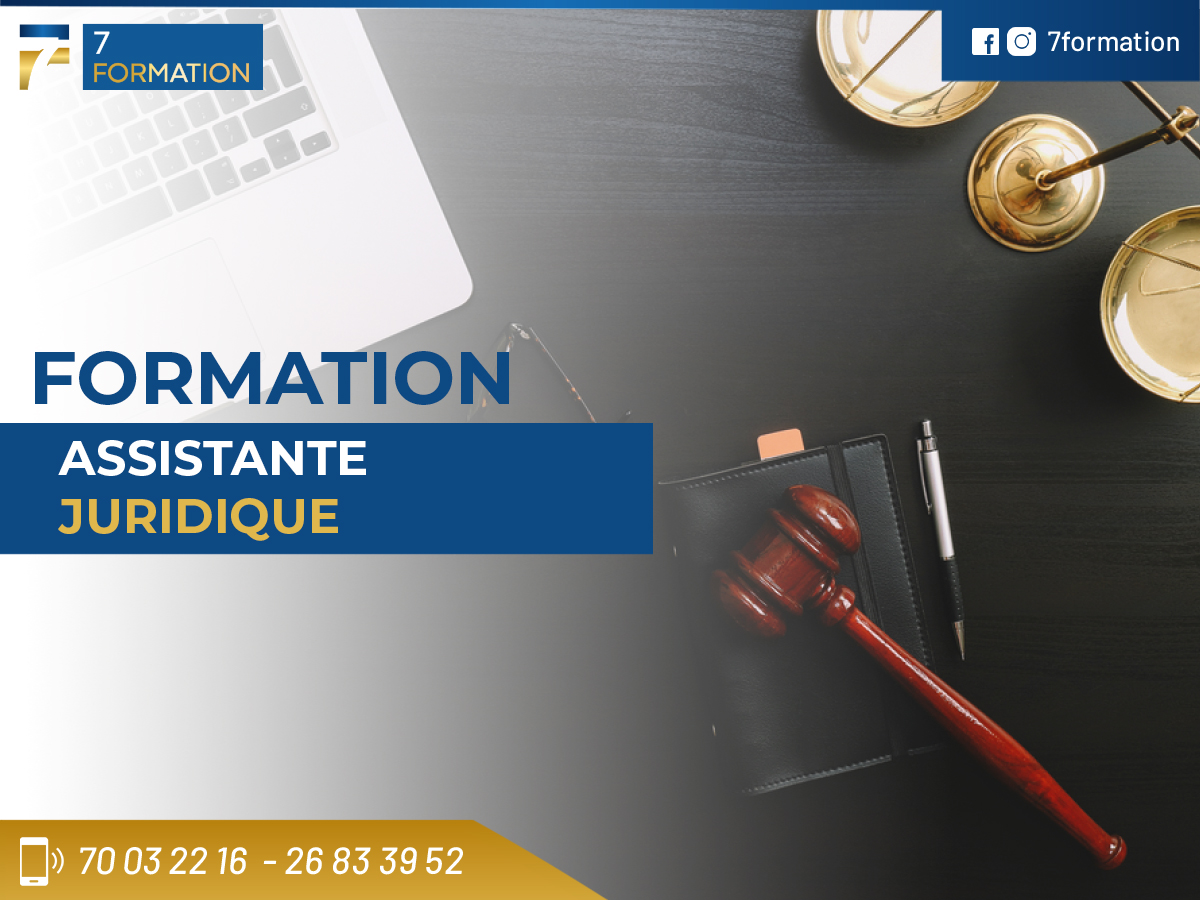 7
FORMATION
7formation
FORMATION
ASSISTANTE
JURIDIQUE
70 03 22 16 - 26 83 39 52